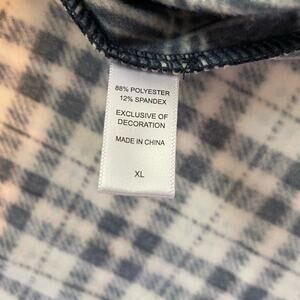 88% POLYESTER
12% SPANDEX
EXCLUSIVE OF
DECORATION
MADE IN CHINA
XL